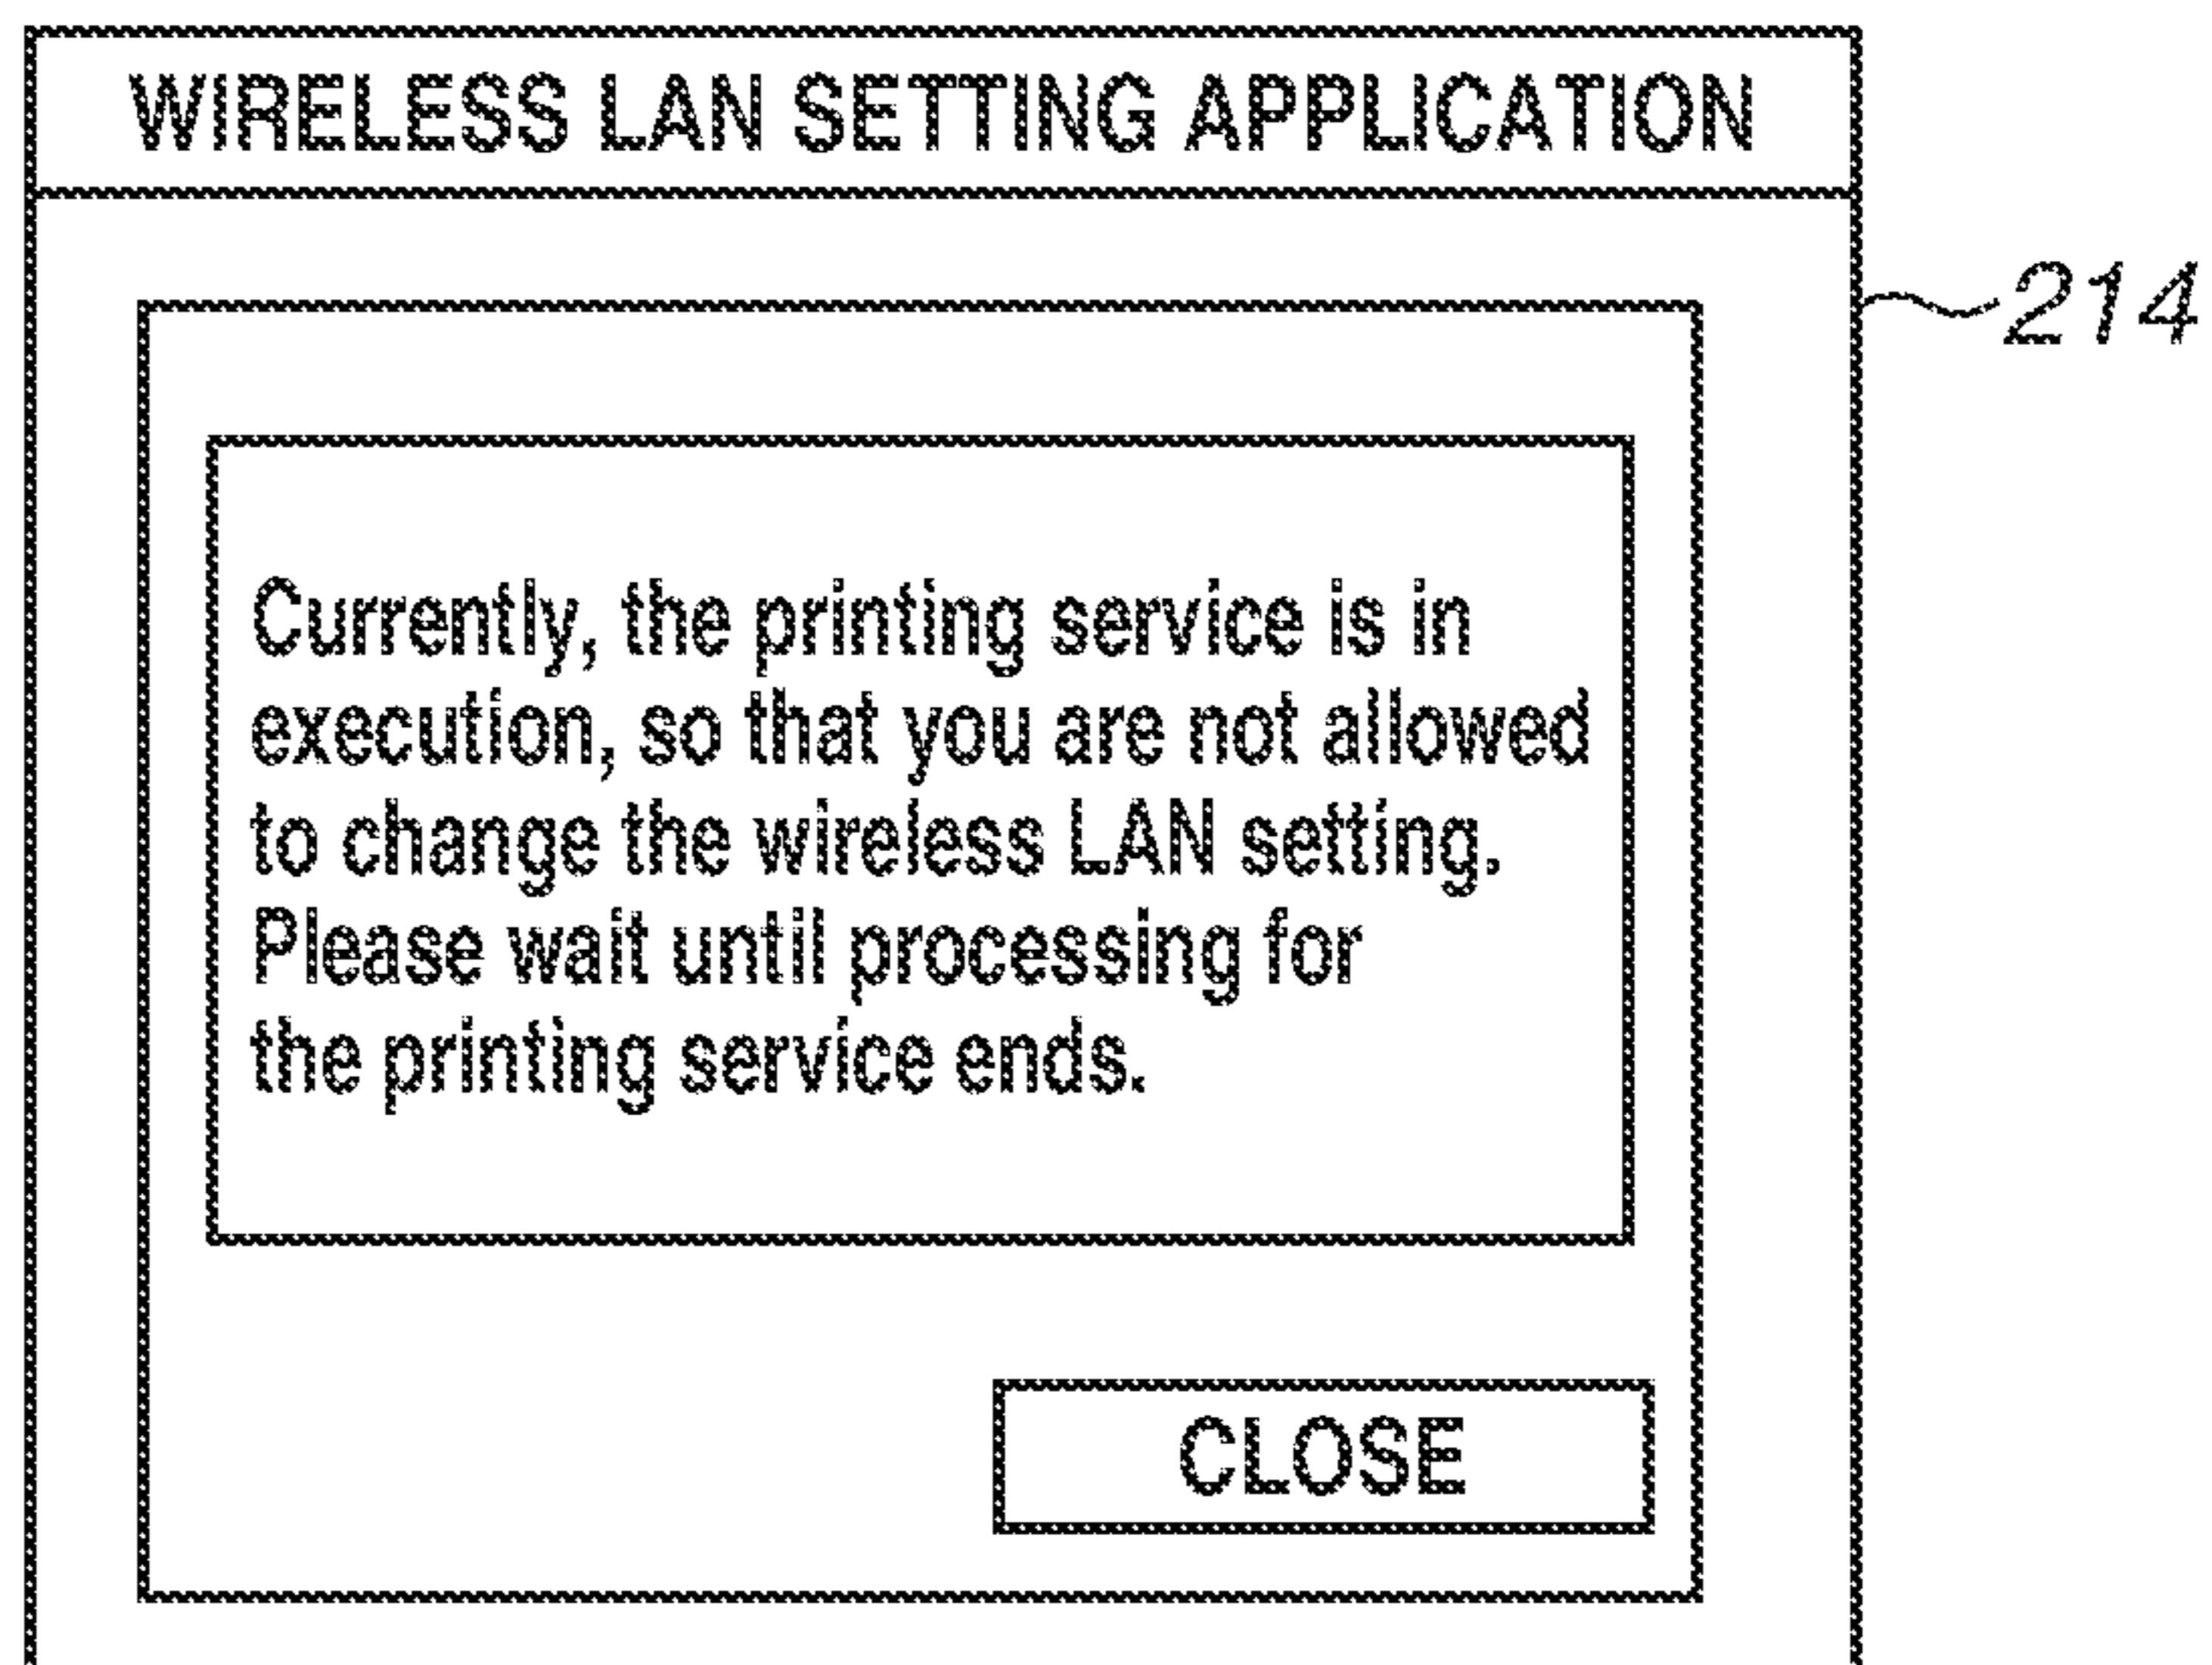 WIRELESS LAN SETTING APPLICATION
214
Currently, the printing service is in
execution, so that you are not allowed
to change the wireless LAN setting.
Please wait until processing for
the printing service ends.
CLOSE